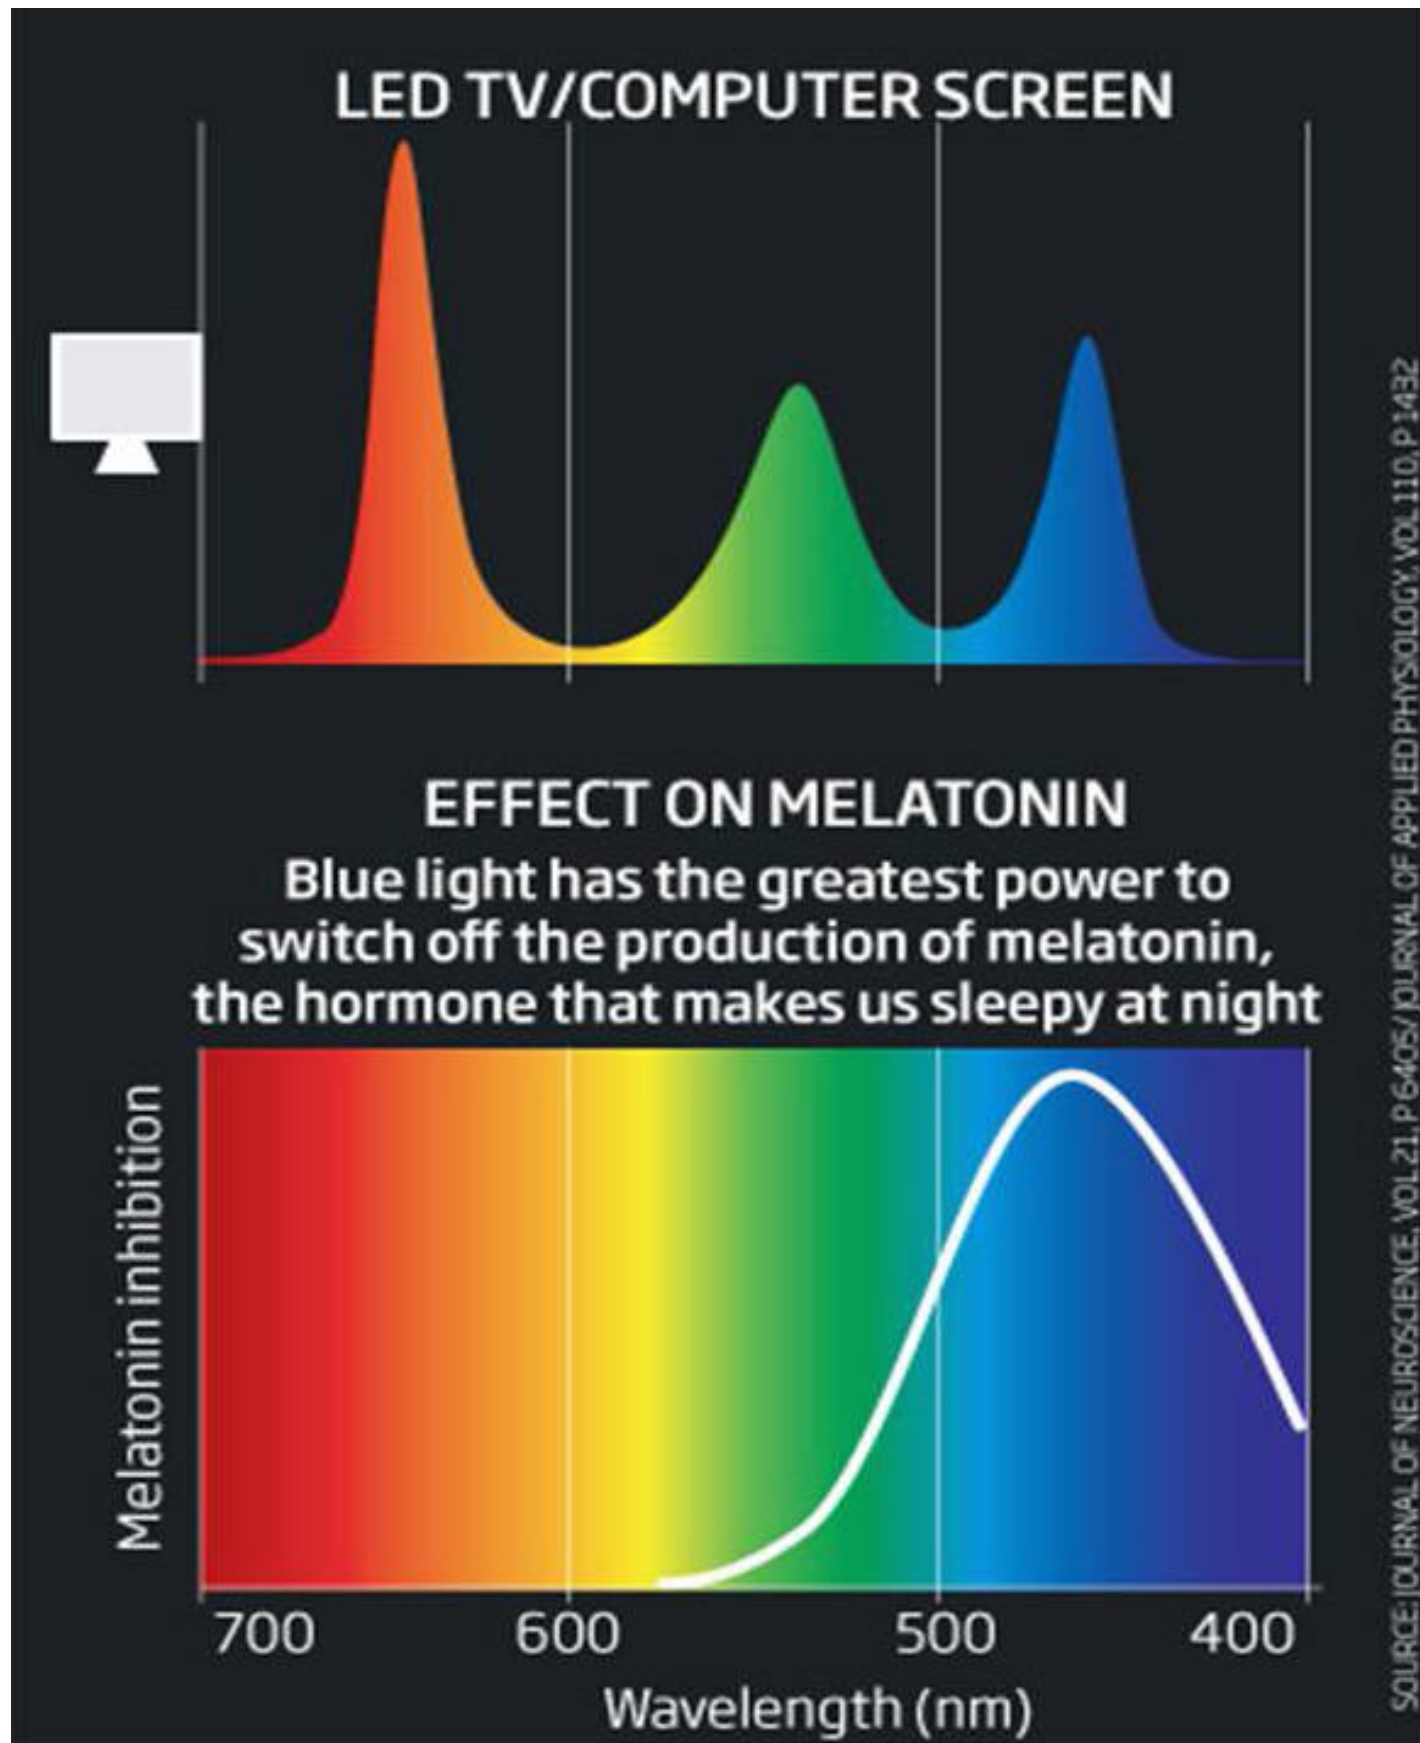 LED TV/COMPUTER SCREEN
EFFECT ON MELATONIN
Blue light has the greatest power to
switch off the production of melatonin,
the hormone that makes us sleepy at night
Melatonin inhibition
700 600 500 400
Wavelength (nm)
SOURCE: JOURNAL OF NEUROSCIENCE, VOL 21, P 6405/ JOURNAL OF APPLIED PHYSIOLOGY, VOL 110, P 1432